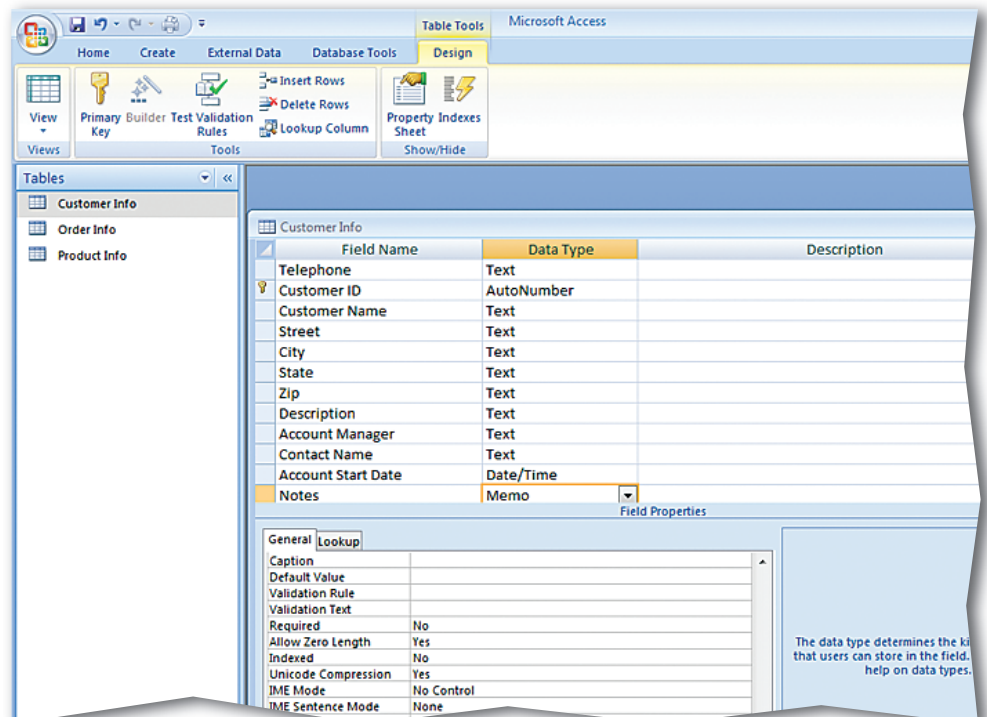 Table Tools Microsoft Access
Home Create External Data Database Tools Design
View
Views
Primary Key
Builder
Test Validation Rules
Insert Rows
Delete Rows
Lookup Column
Tools
Property Sheet
Indexes
Show/Hide
Tables
Customer Info
Order Info
Product Info
Customer Info
Field Name Data Type Description
Telephone Text
Customer ID AutoNumber
Customer Name Text
Street Text
City Text
State Text
Zip Text
Description Text
Account Manager Text
Contact Name Text
Account Start Date Date/Time
Notes Memo
Field Properties
General Lookup
Caption
Default Value
Validation Rule
Validation Text
Required No
Allow Zero Length Yes
Indexed No
Unicode Compression Yes
IME Mode No Control
IME Sentence Mode None
The data type determines the ki
that users can store in the field.
help on data types.